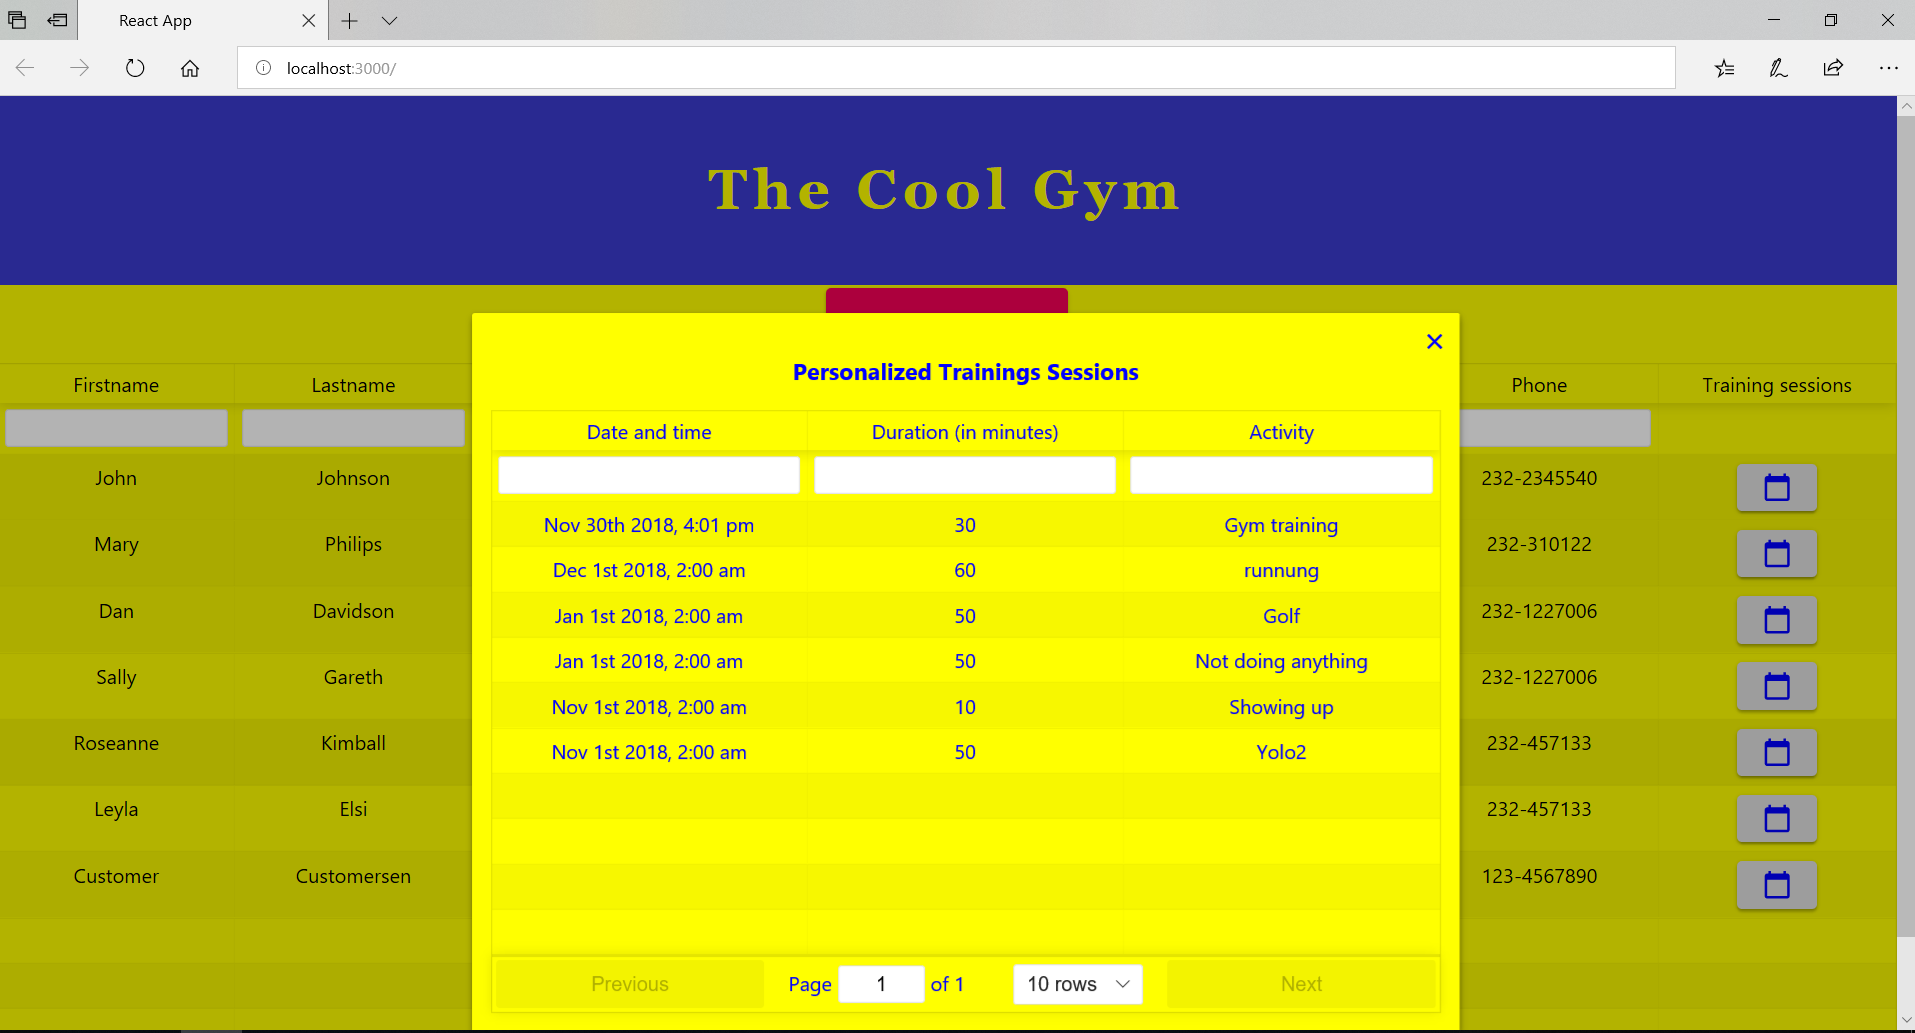 React App
localhost:3000/
The Cool Gym
Personalized Trainings Sessions
Firstname Lastname Phone Training sessions
Date and time Duration (in minutes) Activity
John Johnson 232-2345540
Nov 30th 2018, 4:01 pm 30 Gym training
Mary Philips 232-310122
Dec 1st 2018, 2:00 am 60 runnung
Dan Davidson 232-1227006
Jan 1st 2018, 2:00 am 50 Golf
Jan 1st 2018, 2:00 am 50 Not doing anything
Sally Gareth 232-1227006
Nov 1st 2018, 2:00 am 10 Showing up
Roseanne Kimball 232-457133
Nov 1st 2018, 2:00 am 50 Yolo2
Leyla Elsi 232-457133
Customer Customersen 123-4567890
Previous Page 1 of 1 10 rows Next